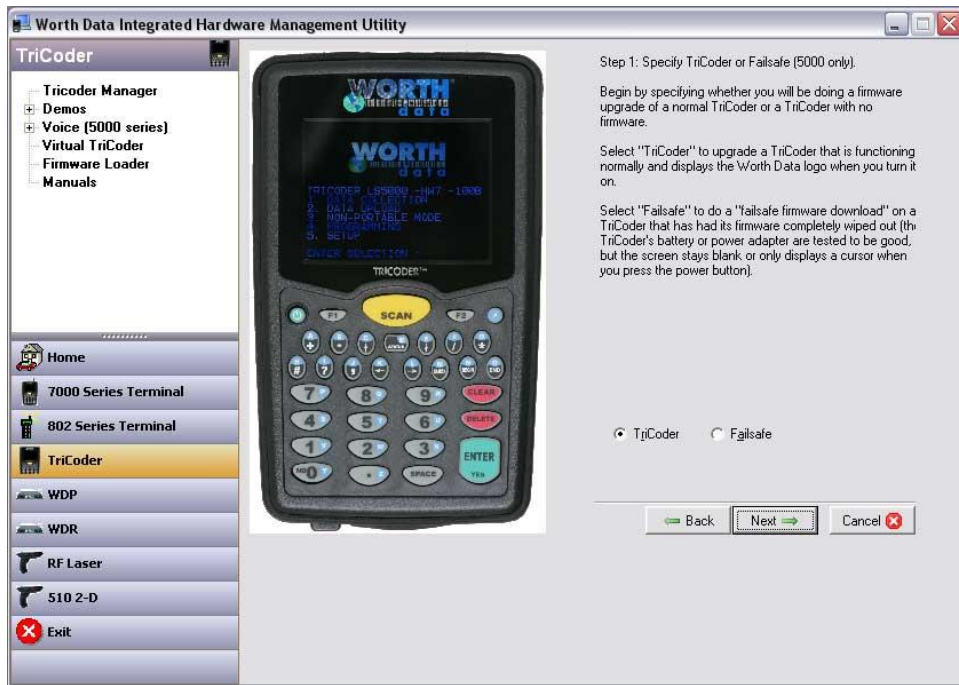 Worth Data Integrated Hardware Management Utility
TriCoder
Tricoder Manager
Demos
Voice (5000 series)
Virtual TriCoder
Firmware Loader
Manuals
Home
7000 Series Terminal
802 Series Terminal
TriCoder
WDP
WDR
RF Laser
510 2-D
Exit
WORTH
data
WORTH
data
TRICODER LS5000 -HW7 -100B
1. DATA COLLECTION
2. DATA UPLOAD
3. NON-PORTABLE MODE
4. PROGRAMMING
5. SETUP
ENTER SELECTION
TRICODER™
F1 SCAN F2
7 8 9 CLEAR
4 5 6 DELETE
1 2 3 ENTER
0 SPACE YES
Step 1: Specify TriCoder or Failsafe (5000 only).
Begin by specifying whether you will be doing a firmware
upgrade of a normal TriCoder or a TriCoder with no
firmware.
Select "TriCoder" to upgrade a TriCoder that is functioning
normally and displays the Worth Data logo when you turn it
on.
Select "Failsafe" to do a "failsafe firmware download" on a
TriCoder that has had its firmware completely wiped out (the
TriCoder's battery or power adapter are tested to be good,
but the screen stays blank or only displays a cursor when
you press the power button).
TriCoder Failsafe
Back Next Cancel